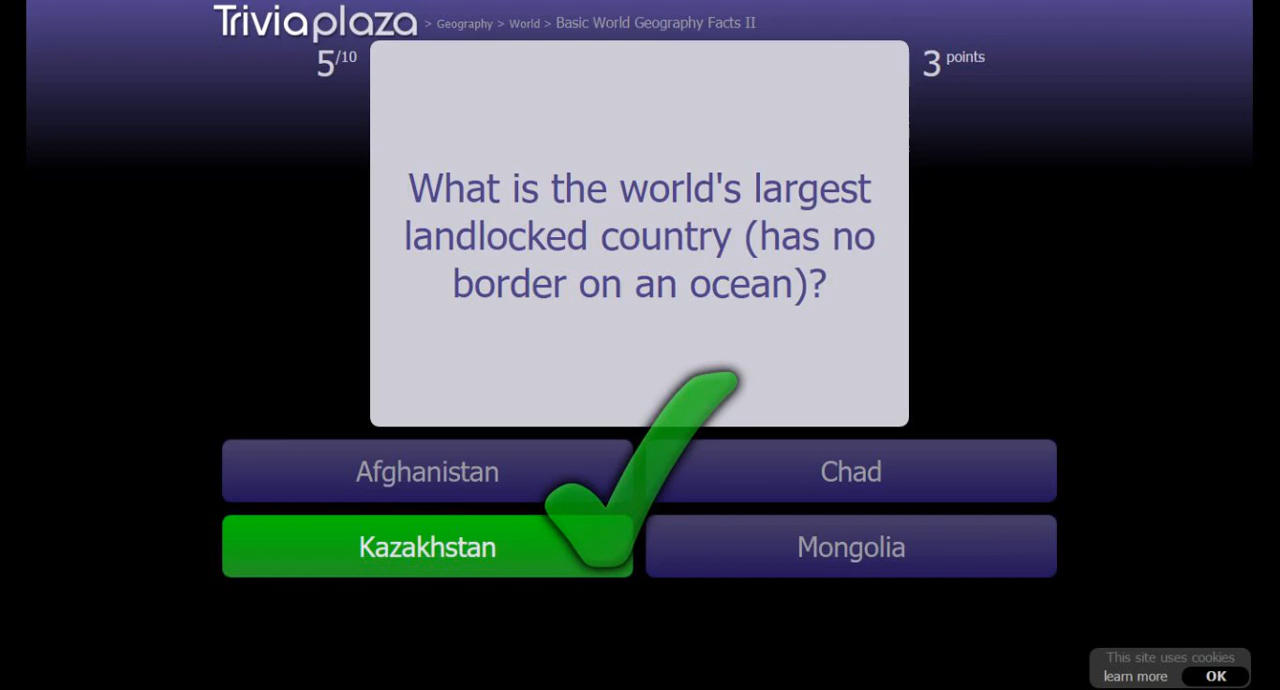 Triviaplaza > Geography > World > Basic World Geography Facts II
5/10
3 points
What is the world's largest
landlocked country (has no
border on an ocean)?
Afghanistan
Chad
Kazakhstan
Mongolia
This site uses cookies
learn more OK